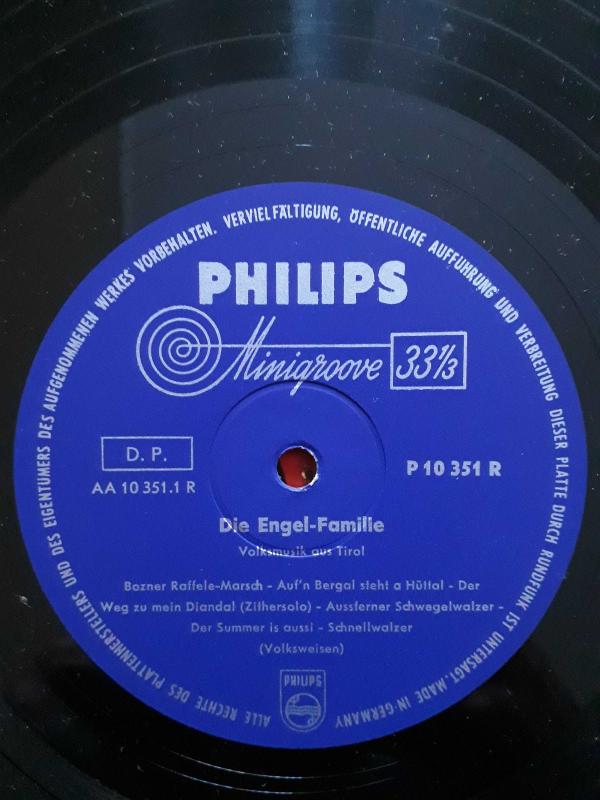 ALLE RECHTE DES PLATTENHERSTELLERS UND DES EIGENTÜMERS DES AUFGENOMMENEN WERKES VORBEHALTEN. VERVIELFÄLTIGUNG, ÖFFENTLICHE AUFFÜHRUNG UND VERBREITUNG DIESER PLATTE DURCH RUNDFUNK IST UNTERSAGT. MADE IN GERMANY
PHILIPS
Minigroove 33⅓
D. P.
AA 10 351.1 R
P 10 351 R
Die Engel-Familie
Volksmusik aus Tirol
Bozner Raffele-Marsch - Auf'n Bergal steht a Hüttal - Der
Weg zu mein Diandal (Zithersolo) - Ausserner Schwegelwalzer -
Der Summer is aussi - Schnellwalzer
(Volksweisen)
PHILIPS